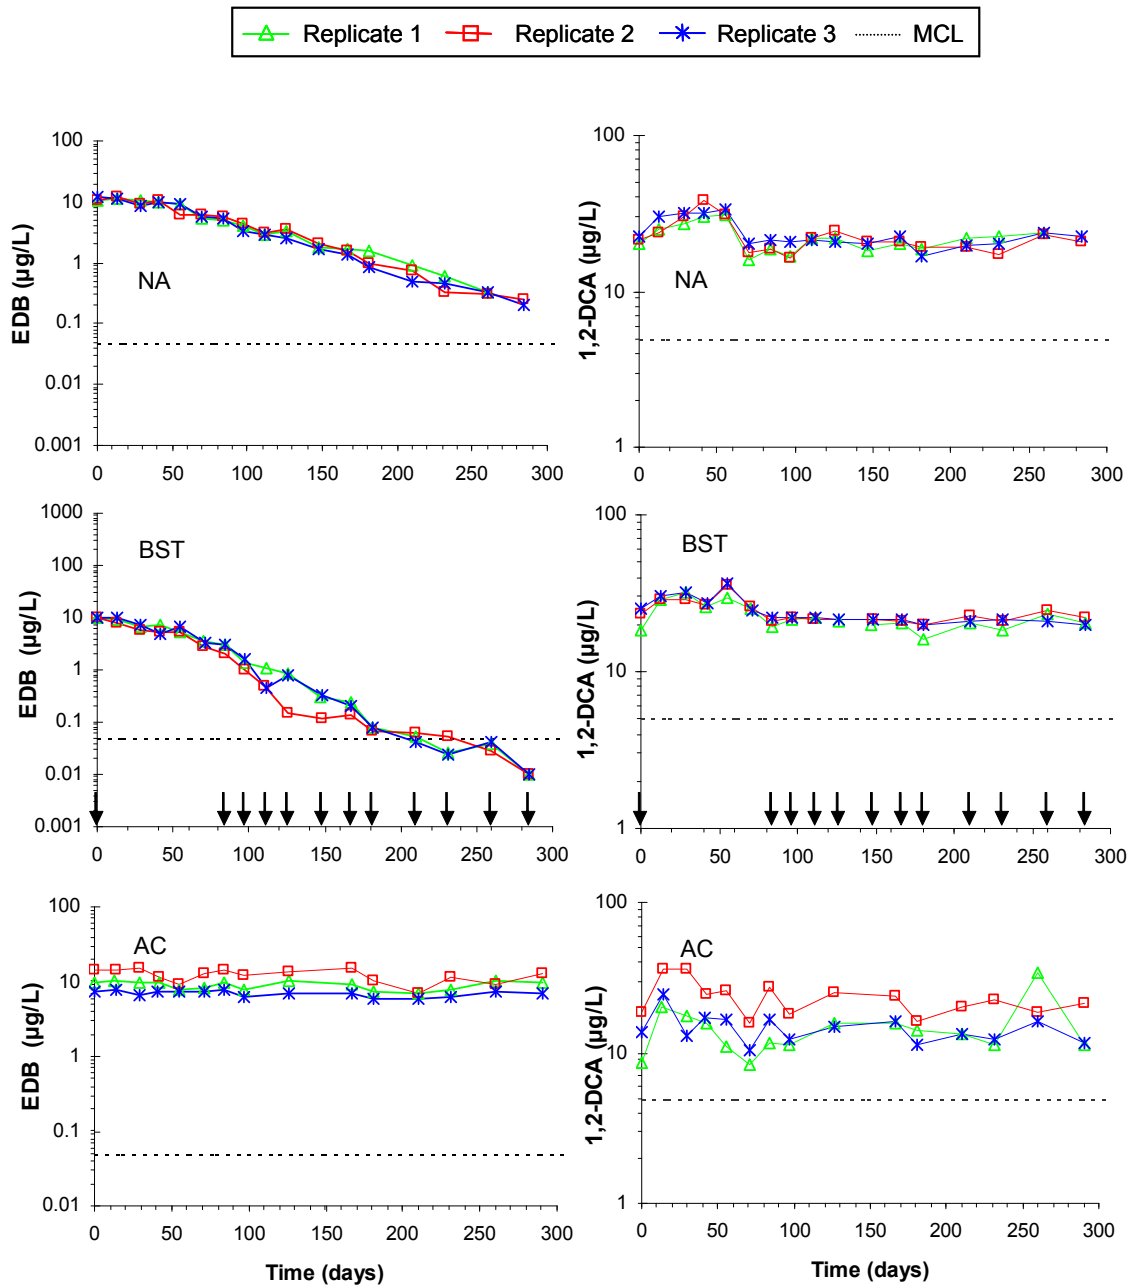 Replicate 1 Replicate 2 Replicate 3 MCL
100
10
1
0.1
0.01
0.001
EDB (µg/L)
NA
0 50 100 150 200 250 300
100
10
1
1,2-DCA (µg/L)
NA
0 50 100 150 200 250 300
1000
100
10
1
0.1
0.01
0.001
EDB (µg/L)
BST
0 50 100 150 200 250 300
100
10
1
1,2-DCA (µg/L)
BST
0 50 100 150 200 250 300
100
10
1
0.1
0.01
EDB (µg/L)
AC
0 50 100 150 200 250 300
Time (days)
100
10
1
1,2-DCA (µg/L)
AC
0 50 100 150 200 250 300
Time (days)